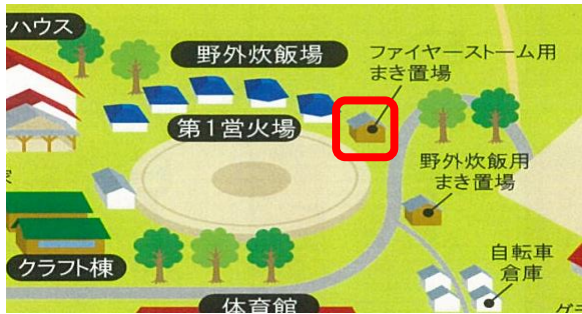 ハウス
野外炊飯場
ファイヤーストーム用
まき置場
第1営火場
野外炊飯用
まき置場
クラフト棟
自転車
倉庫
体育館